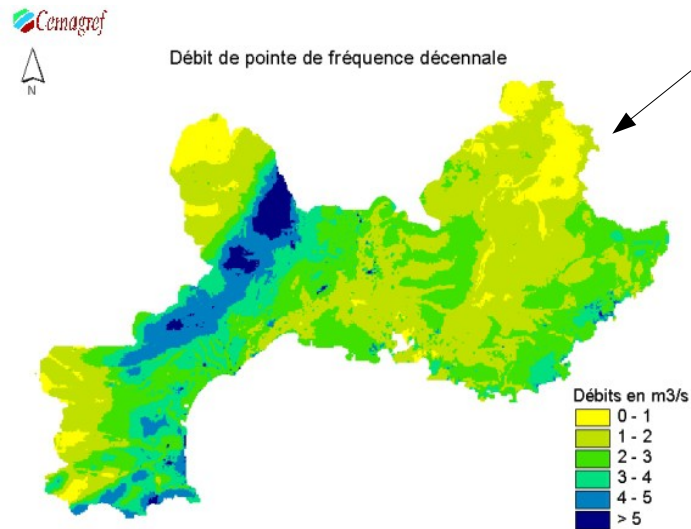 Cemagref
N
Débit de pointe de fréquence décennale
Débits en m3/s
0 - 1
1 - 2
2 - 3
3 - 4
4 - 5
> 5